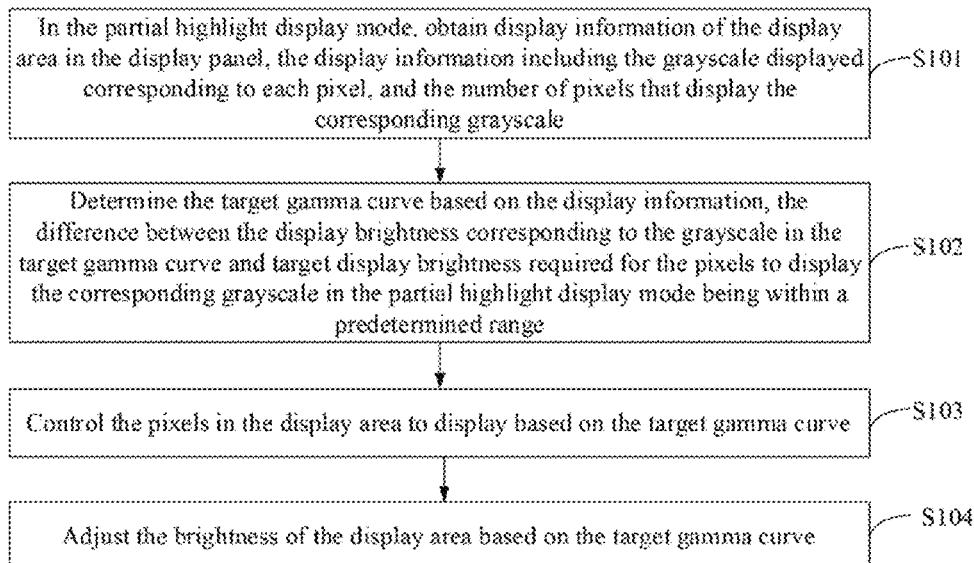 In the partial highlight display mode, obtain display information of the display
area in the display panel, the display information including the grayscale displayed
corresponding to each pixel, and the number of pixels that display the
corresponding grayscale
S101
Determine the target gamma curve based on the display information, the
difference between the display brightness corresponding to the grayscale in the
target gamma curve and target display brightness required for the pixels to display
the corresponding grayscale in the partial highlight display mode being within a
predetermined range
S102
Control the pixels in the display area to display based on the target gamma curve
S103
Adjust the brightness of the display area based on the target gamma curve
S104